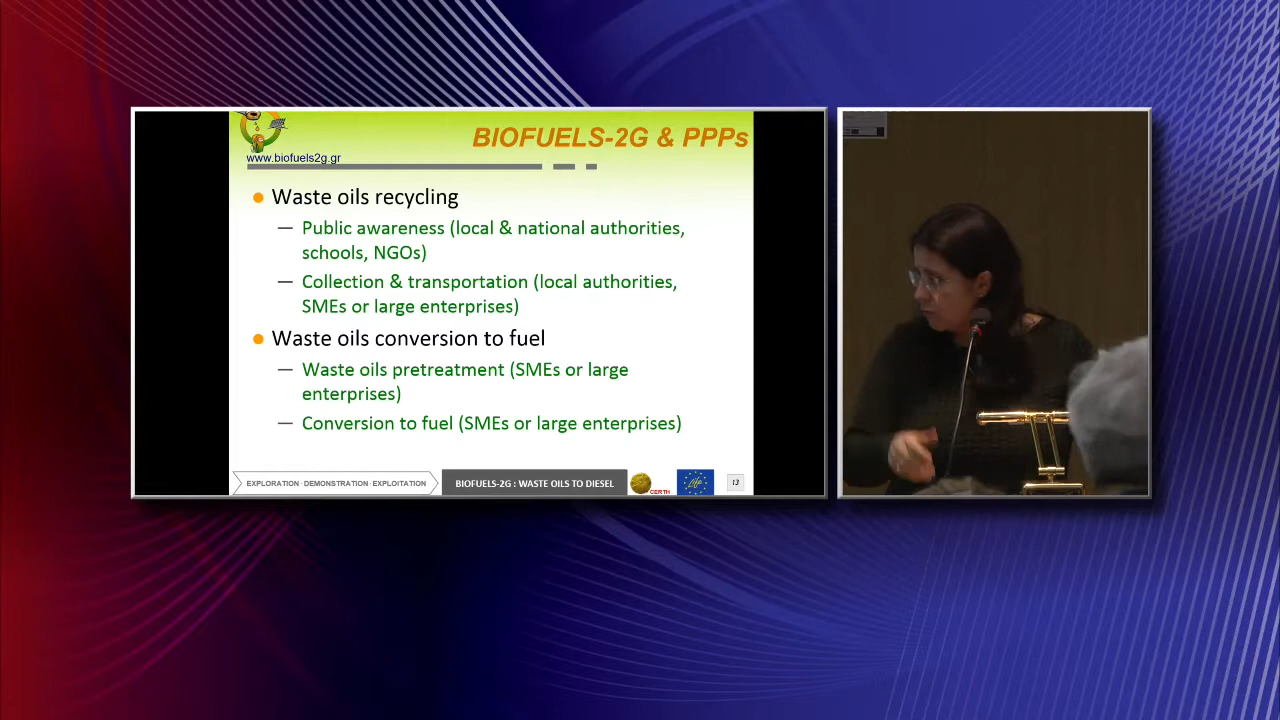 BIOFUELS-2G & PPPs
www.biofuels2g.gr
Waste oils recycling
— Public awareness (local & national authorities,
schools, NGOs)
— Collection & transportation (local authorities,
SMEs or large enterprises)
Waste oils conversion to fuel
— Waste oils pretreatment (SMEs or large
enterprises)
— Conversion to fuel (SMEs or large enterprises)
EXPLORATION · DEMONSTRATION · EXPLOITATION
BIOFUELS-2G : WASTE OILS TO DIESEL
CERTH
life
13